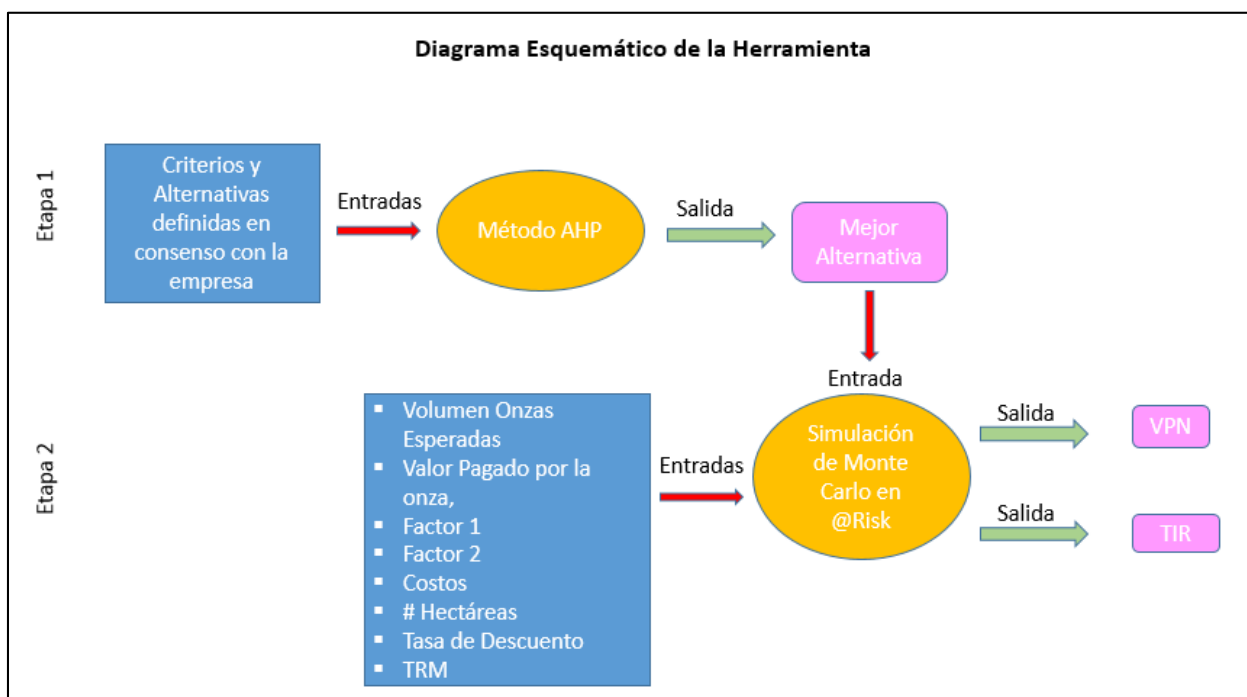 Diagrama Esquemático de la Herramienta
Etapa 1
Criterios y
Alternativas
definidas en
consenso con la
empresa
Entradas
Método AHP
Salida
Mejor
Alternativa
Entrada
Etapa 2
▪ Volumen Onzas
Esperadas
▪ Valor Pagado por la
onza,
▪ Factor 1
▪ Factor 2
▪ Costos
▪ # Hectáreas
▪ Tasa de Descuento
▪ TRM
Entradas
Simulación
de Monte
Carlo en
@Risk
Salida
VPN
Salida
TIR